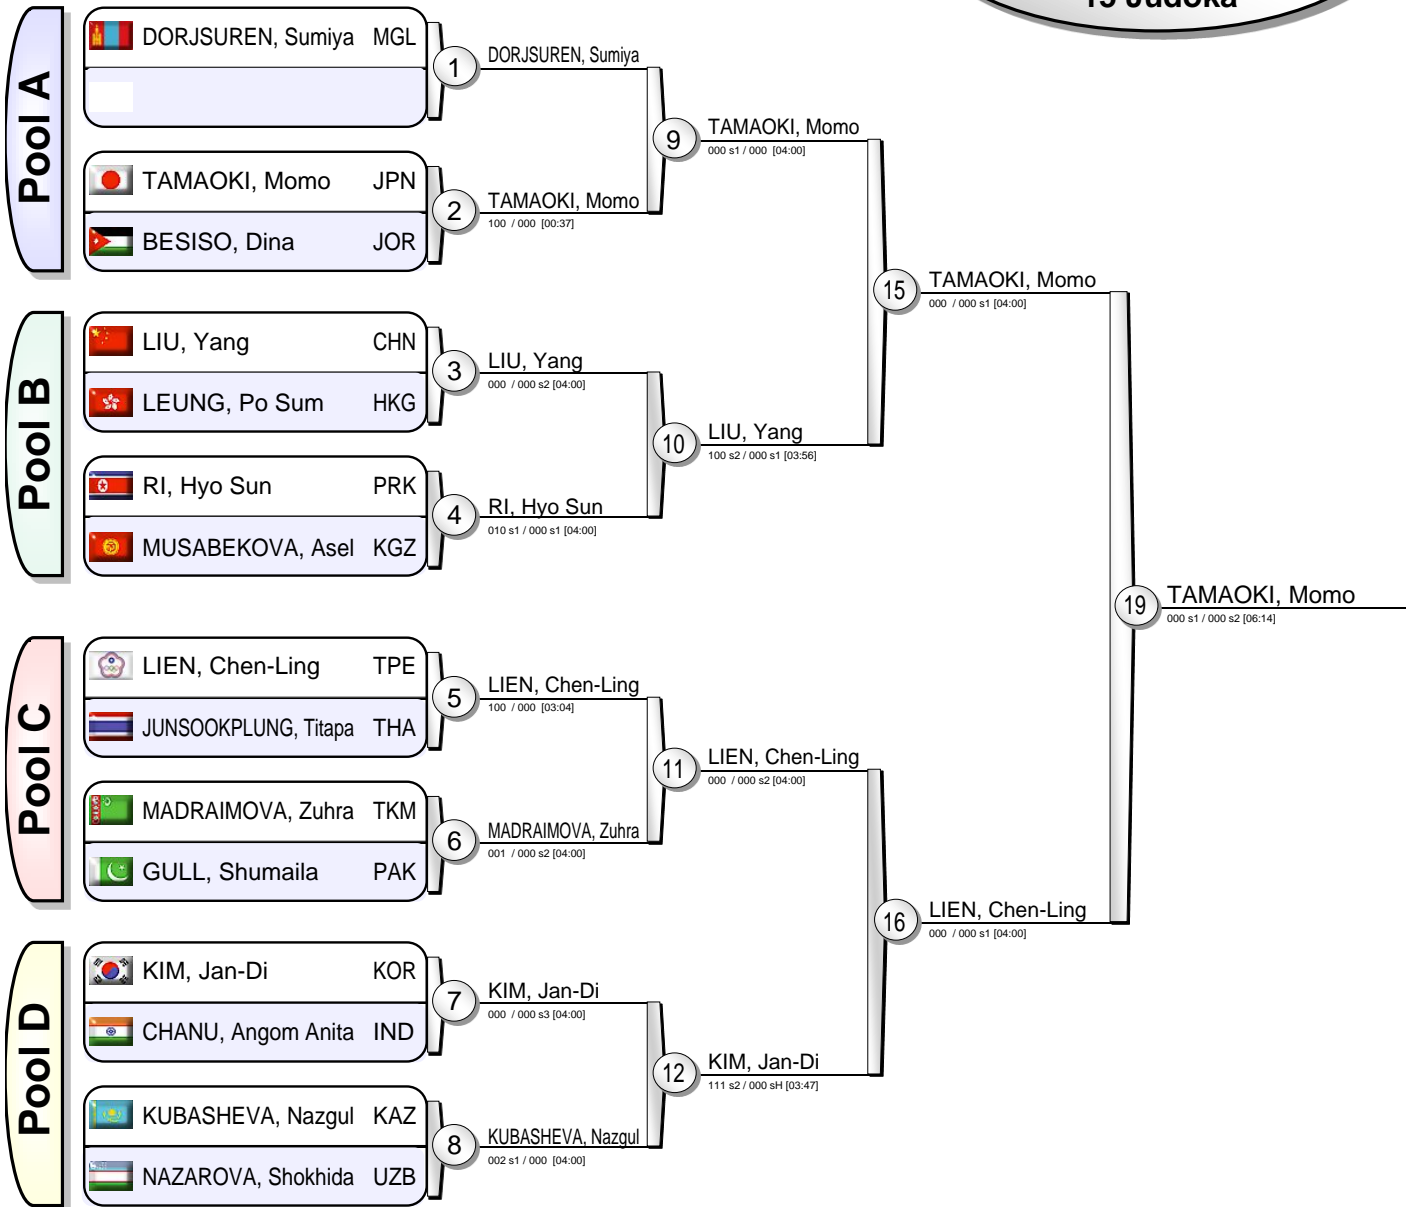 15 Judoka
Pool A
DORJSUREN, Sumiya MGL
1
DORJSUREN, Sumiya
TAMAOKI, Momo JPN
BESISO, Dina JOR
2
TAMAOKI, Momo
100 / 000 [00:37]
9
TAMAOKI, Momo
000 s1 / 000 [04:00]
Pool B
LIU, Yang CHN
LEUNG, Po Sum HKG
3
LIU, Yang
000 / 000 s2 [04:00]
RI, Hyo Sun PRK
MUSABEKOVA, Asel KGZ
4
RI, Hyo Sun
010 s1 / 000 s1 [04:00]
10
LIU, Yang
100 s2 / 000 s1 [03:56]
15
TAMAOKI, Momo
000 / 000 s1 [04:00]
Pool C
LIEN, Chen-Ling TPE
JUNSOOKPLUNG, Titapa THA
5
LIEN, Chen-Ling
100 / 000 [03:04]
MADRAIMOVA, Zuhra TKM
GULL, Shumaila PAK
6
MADRAIMOVA, Zuhra
001 / 000 s2 [04:00]
11
LIEN, Chen-Ling
000 / 000 s2 [04:00]
Pool D
KIM, Jan-Di KOR
CHANU, Angom Anita IND
7
KIM, Jan-Di
000 / 000 s3 [04:00]
KUBASHEVA, Nazgul KAZ
NAZAROVA, Shokhida UZB
8
KUBASHEVA, Nazgul
002 s1 / 000 [04:00]
12
KIM, Jan-Di
111 s2 / 000 sH [03:47]
16
LIEN, Chen-Ling
000 / 000 s1 [04:00]
19
TAMAOKI, Momo
000 s1 / 000 s2 [06:14]